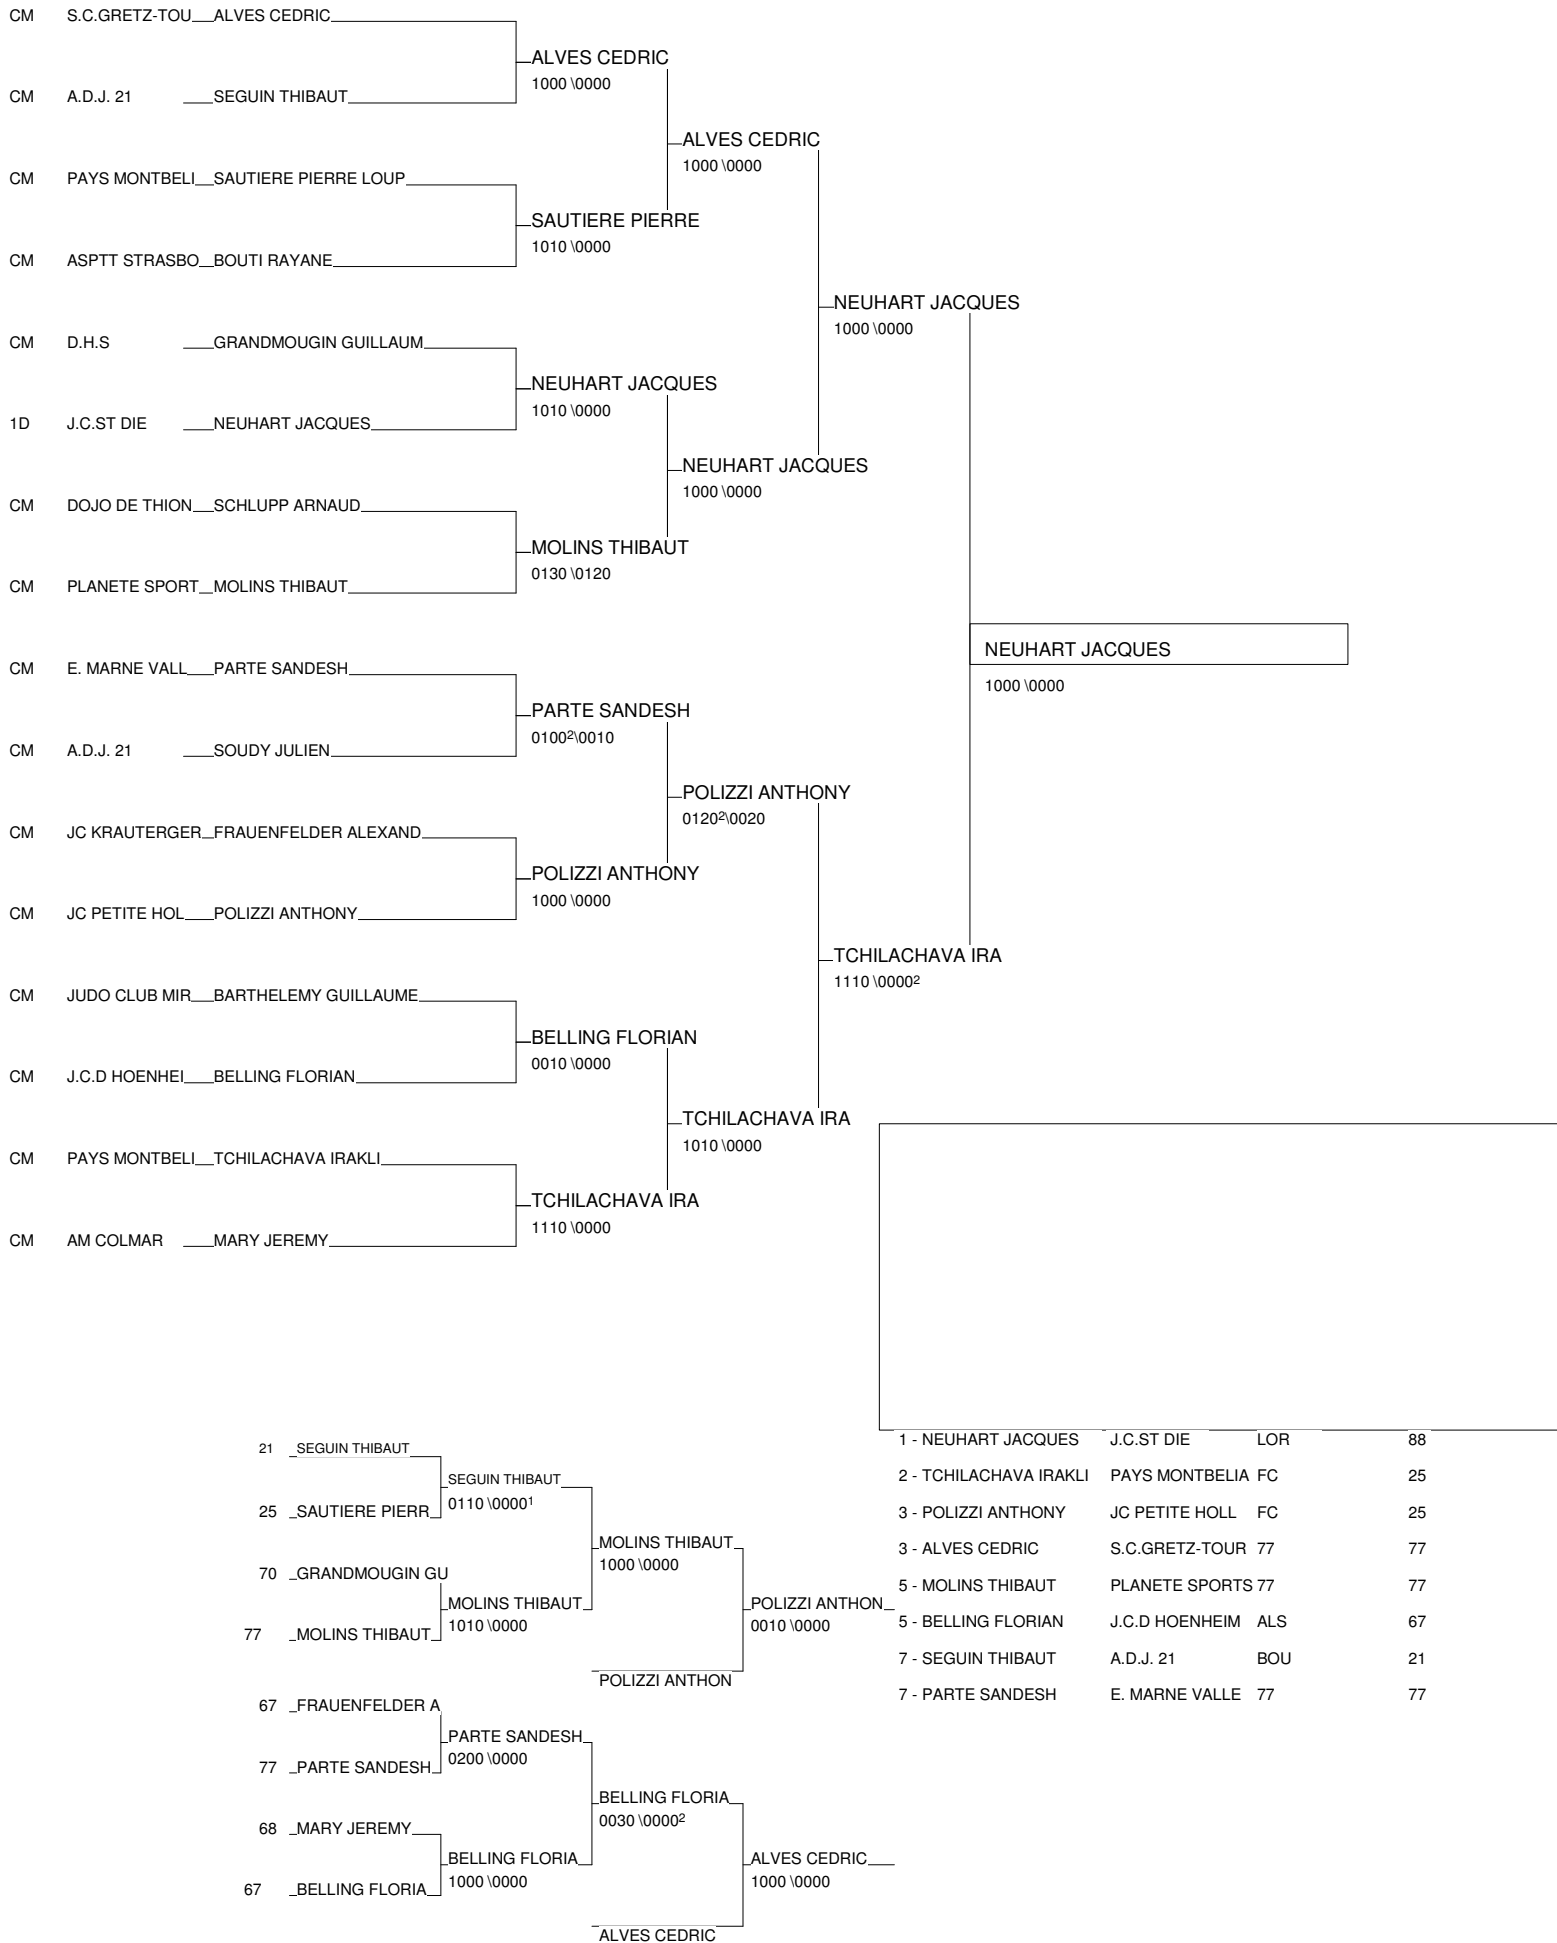 CM S.C.GRETZ-TOU ALVES CEDRIC
ALVES CEDRIC
1000 \0000
CM A.D.J. 21 SEGUIN THIBAUT
ALVES CEDRIC
1000 \0000
CM PAYS MONTBELI SAUTIERE PIERRE LOUP
SAUTIERE PIERRE
1010 \0000
CM ASPTT STRASBO BOUTI RAYANE
NEUHART JACQUES
1000 \0000
CM D.H.S GRANDMOUGIN GUILLAUM
NEUHART JACQUES
1010 \0000
1D J.C.ST DIE NEUHART JACQUES
NEUHART JACQUES
1000 \0000
CM DOJO DE THION SCHLUPP ARNAUD
MOLINS THIBAUT
0130 \0120
CM PLANETE SPORT MOLINS THIBAUT
NEUHART JACQUES
1000 \0000
CM E. MARNE VALL PARTE SANDESH
PARTE SANDESH
0100²\0010
CM A.D.J. 21 SOUDY JULIEN
POLIZZI ANTHONY
0120²\0020
CM JC KRAUTERGER FRAUENFELDER ALEXAND
POLIZZI ANTHONY
1000 \0000
CM JC PETITE HOL POLIZZI ANTHONY
TCHILACHAVA IRA
1110 \0000²
CM JUDO CLUB MIR BARTHELEMY GUILLAUME
BELLING FLORIAN
0010 \0000
CM J.C.D HOENHEI BELLING FLORIAN
TCHILACHAVA IRA
1010 \0000
CM PAYS MONTBELI TCHILACHAVA IRAKLI
TCHILACHAVA IRA
1110 \0000
CM AM COLMAR MARY JEREMY
21 SEGUIN THIBAUT
SEGUIN THIBAUT
0110 \0000¹
25 SAUTIERE PIERR
MOLINS THIBAUT
1000 \0000
70 GRANDMOUGIN GU
MOLINS THIBAUT
1010 \0000
77 MOLINS THIBAUT
POLIZZI ANTHON
0010 \0000
POLIZZI ANTHON
67 FRAUENFELDER A
PARTE SANDESH
0200 \0000
77 PARTE SANDESH
BELLING FLORIA
0030 \0000²
68 MARY JEREMY
BELLING FLORIA
1000 \0000
67 BELLING FLORIA
ALVES CEDRIC
1000 \0000
ALVES CEDRIC
1 - NEUHART JACQUES J.C.ST DIE LOR 88
2 - TCHILACHAVA IRAKLI PAYS MONTBELIA FC 25
3 - POLIZZI ANTHONY JC PETITE HOLL FC 25
3 - ALVES CEDRIC S.C.GRETZ-TOUR 77 77
5 - MOLINS THIBAUT PLANETE SPORTS 77 77
5 - BELLING FLORIAN J.C.D HOENHEIM ALS 67
7 - SEGUIN THIBAUT A.D.J. 21 BOU 21
7 - PARTE SANDESH E. MARNE VALLE 77 77